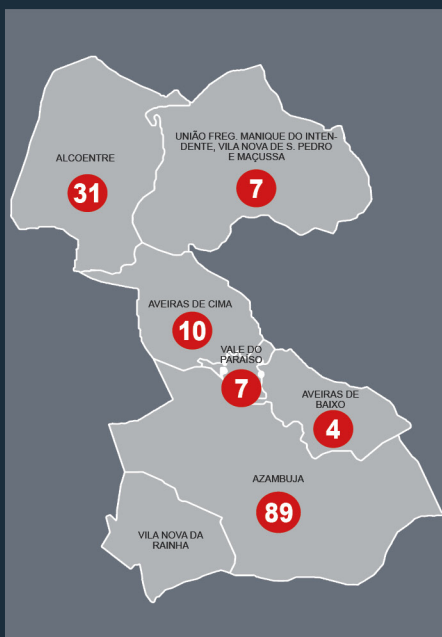 UNIÃO FREG. MANIQUE DO INTEN-
DENTE, VILA NOVA DE S. PEDRO
E MAÇUSSA
7
ALCOENTRE
31
AVEIRAS DE CIMA
10
VALE DO
PARAÍSO
7
AVEIRAS DE
BAIXO
4
AZAMBUJA
89
VILA NOVA DA
RAINHA